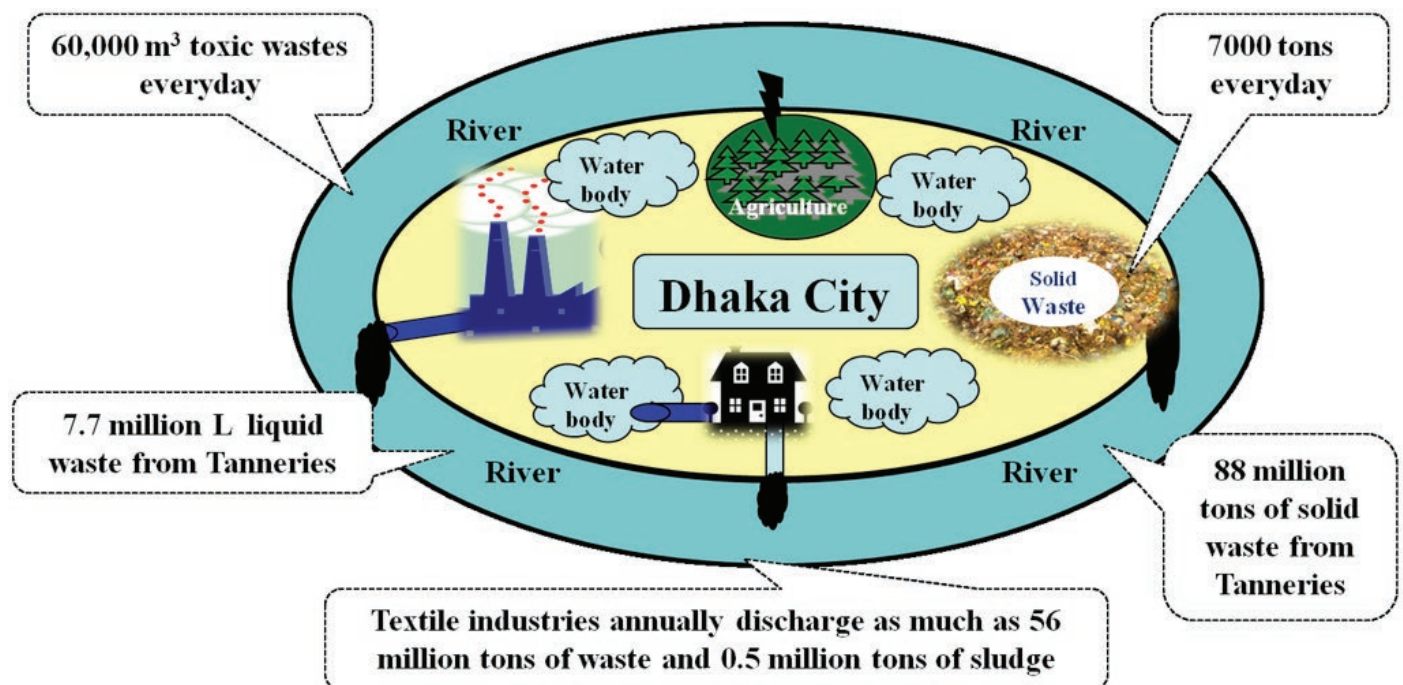 60,000 m³ toxic wastes
everyday
7000 tons
everyday
River
River
Water
body
Agriculture
Water
body
Dhaka City
Solid
Waste
Water
body
Water
body
7.7 million L liquid
waste from Tanneries
River
River
88 million
tons of solid
waste from
Tanneries
Textile industries annually discharge as much as 56
million tons of waste and 0.5 million tons of sludge